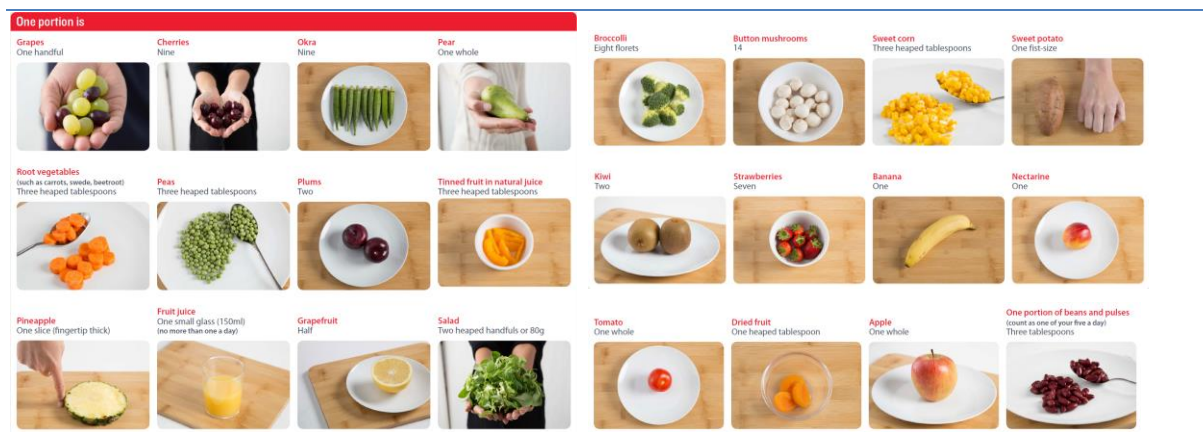 One portion is
Grapes
One handful
Cherries
Nine
Okra
Nine
Pear
One whole
Root vegetables
(such as carrots, swede, beetroot)
Three heaped tablespoons
Peas
Three heaped tablespoons
Plums
Two
Tinned fruit in natural juice
Three heaped tablespoons
Pineapple
One slice (fingertip thick)
Fruit juice
One small glass (150ml)
(no more than one a day)
Grapefruit
Half
Salad
Two heaped handfuls or 80g
Broccolli
Eight florets
Button mushrooms
14
Sweet corn
Three heaped tablespoons
Sweet potato
One fist-size
Kiwi
Two
Strawberries
Seven
Banana
One
Nectarine
One
Tomato
One whole
Dried fruit
One heaped tablespoon
Apple
One whole
One portion of beans and pulses
(count as one of your five a day)
Three tablespoons